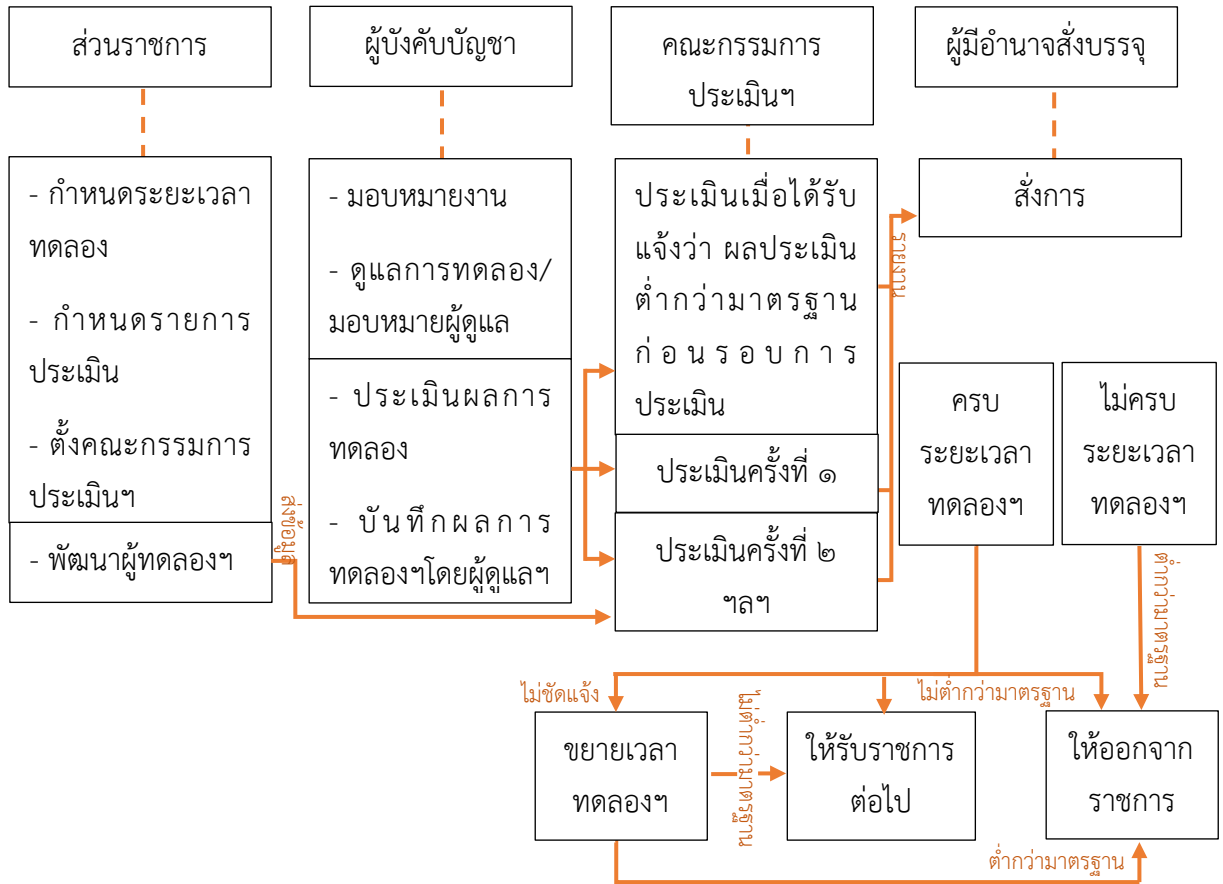 ส่วนราชการ
ผู้บังคับบัญชา
คณะกรรมการ
ประเมินฯ
ผู้มีอำนาจสั่งบรรจุ
- กำหนดระยะเวลา
ทดลอง
- กำหนดรายการ
ประเมิน
- ตั้งคณะกรรมการ
ประเมินฯ
- พัฒนาผู้ทดลองฯ
ส่งข้อมูล
- มอบหมายงาน
- ดูแลการทดลอง/
มอบหมายผู้ดูแล
- ประเมินผลการ
ทดลอง
- บันทึกผลการ
ทดลองฯโดยผู้ดูแลฯ
ประเมินเมื่อได้รับ
แจ้งว่า ผลประเมิน
ต่ำกว่ามาตรฐาน
ก่อนรอบการ
ประเมิน
ประเมินครั้งที่ ๑
ประเมินครั้งที่ ๒
ฯลฯ
รายงาน
สั่งการ
ครบ
ระยะเวลา
ทดลองฯ
ไม่ครบ
ระยะเวลา
ทดลองฯ
ต่ำกว่ามาตรฐาน
ไม่ชัดแจ้ง
ไม่ต่ำกว่ามาตรฐาน
ขยายเวลา
ทดลองฯ
ไม่ต่ำกว่ามาตรฐาน
ให้รับราชการ
ต่อไป
ให้ออกจาก
ราชการ
ต่ำกว่ามาตรฐาน